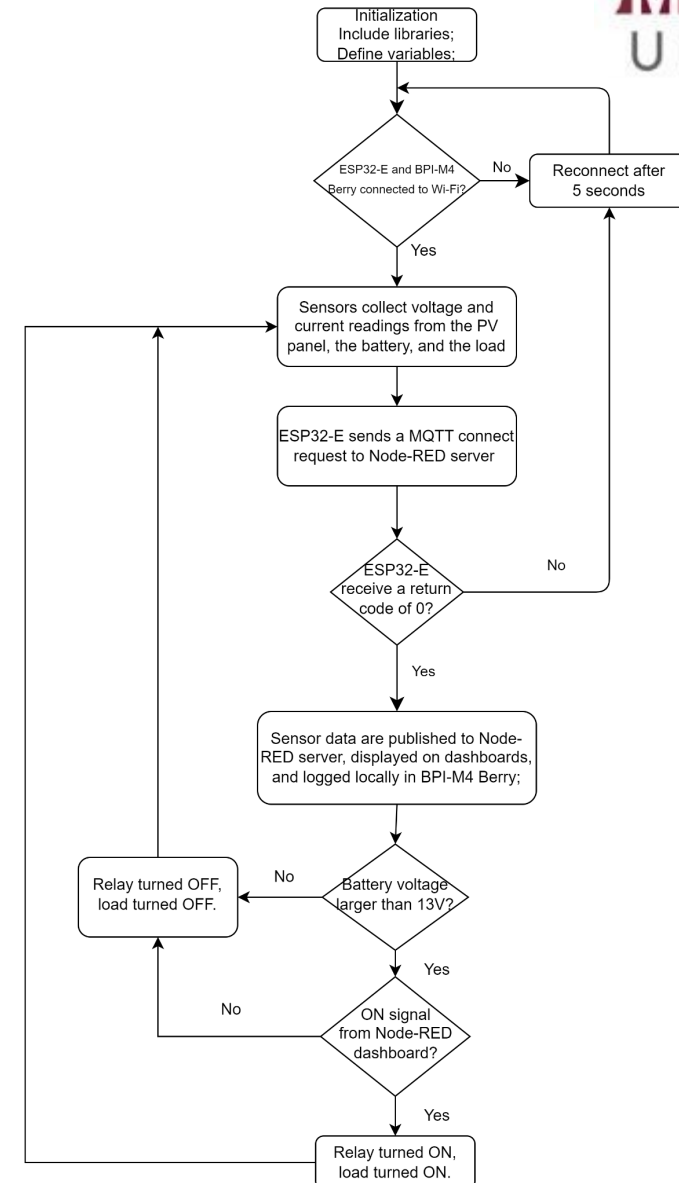 Initialization
Include libraries;
Define variables;
U
ESP32-E and BPI-M4
Berry connected to Wi-Fi?
No
Reconnect after
5 seconds
Yes
Sensors collect voltage and
current readings from the PV
panel, the battery, and the load
ESP32-E sends a MQTT connect
request to Node-RED server
ESP32-E
receive a return
code of 0?
No
Yes
Sensor data are published to Node-
RED server, displayed on dashboards,
and logged locally in BPI-M4 Berry;
Battery voltage
larger than 13V?
No
Relay turned OFF,
load turned OFF.
Yes
ON signal
from Node-RED
dashboard?
No
Yes
Relay turned ON,
load turned ON.